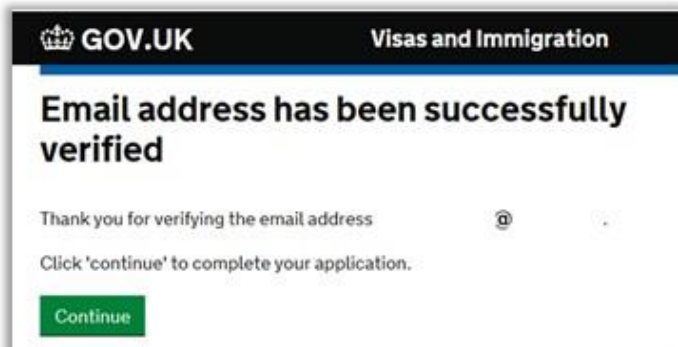 GOV.UK Visas and Immigration
Email address has been successfully
verified
Thank you for verifying the email address @ .
Click 'continue' to complete your application.
Continue